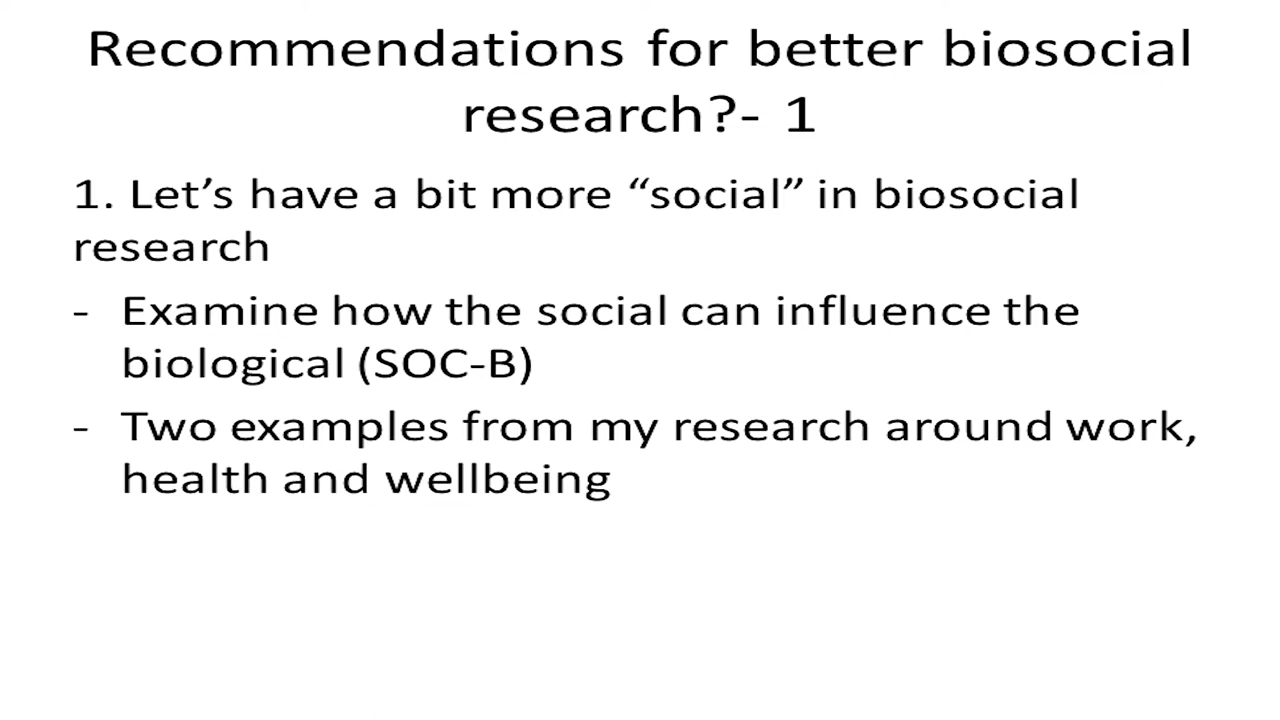 Recommendations for better biosocial
research?- 1
1. Let’s have a bit more “social” in biosocial
research
- Examine how the social can influence the
biological (SOC-B)
- Two examples from my research around work,
health and wellbeing